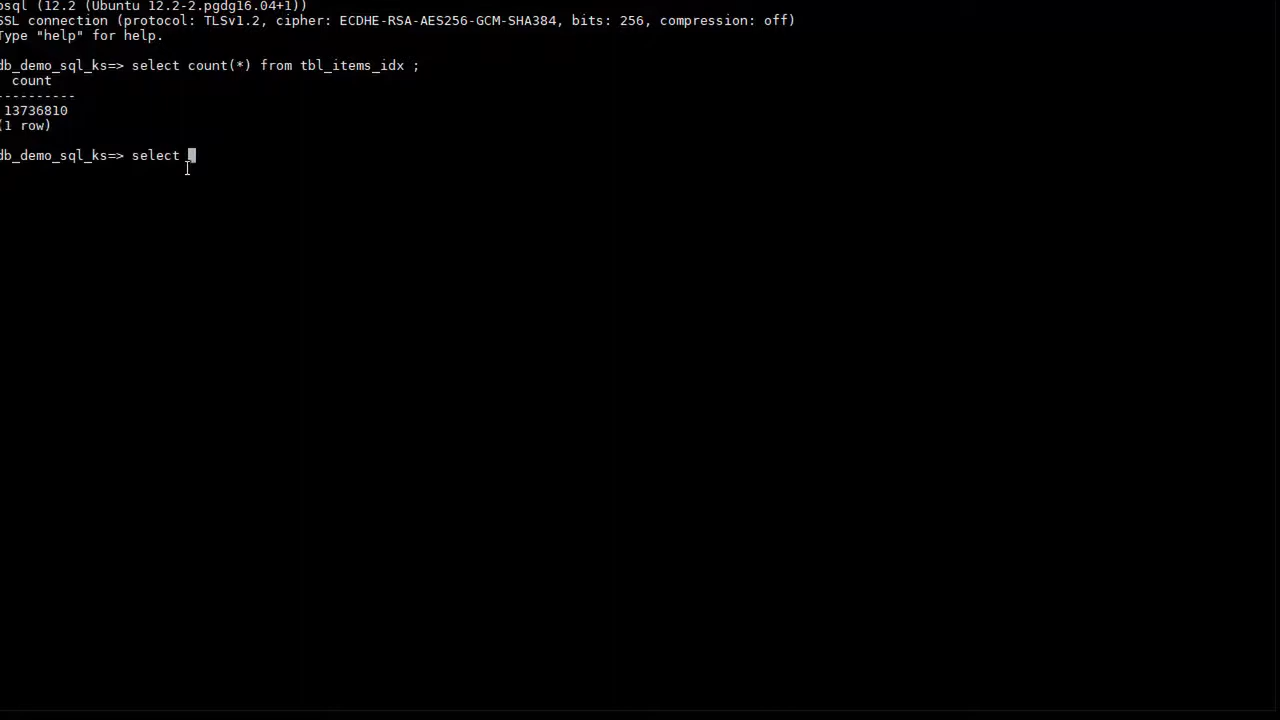 psql (12.2 (Ubuntu 12.2-2.pgdg16.04+1))
SSL connection (protocol: TLSv1.2, cipher: ECDHE-RSA-AES256-GCM-SHA384, bits: 256, compression: off)
Type "help" for help.
db_demo_sql_ks=> select count(*) from tbl_items_idx ;
count
----------
13736810
(1 row)
db_demo_sql_ks=> select